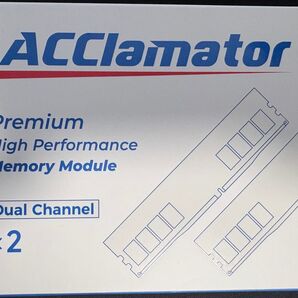 ACClamator
Premium
High Performance
Memory Module
Dual Channel
×2